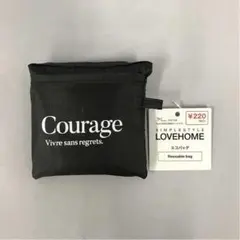 Courage
Vivre sans regrets.
¥220
SIMPLE STYLE
LOVEHOME
エコバッグ
Reusable bag